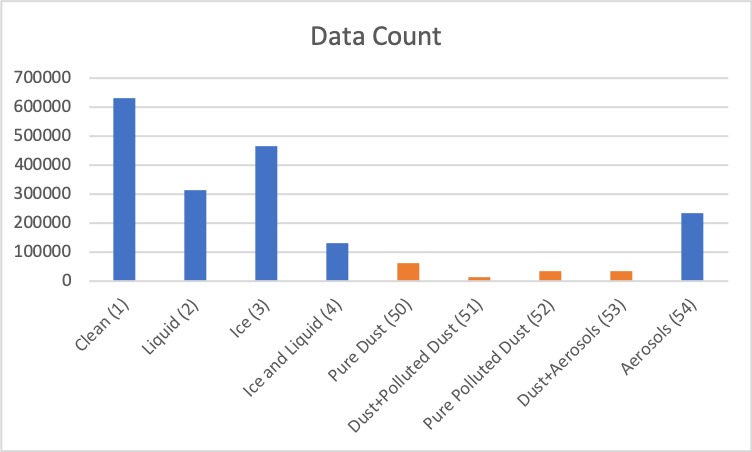 Data Count
700000
600000
500000
400000
300000
200000
100000
0
Clean (1)
Liquid (2)
Ice (3)
Ice and Liquid (4)
Pure Dust (50)
Dust+Polluted Dust (51)
Pure Polluted Dust (52)
Dust+Aerosols (53)
Aerosols (54)